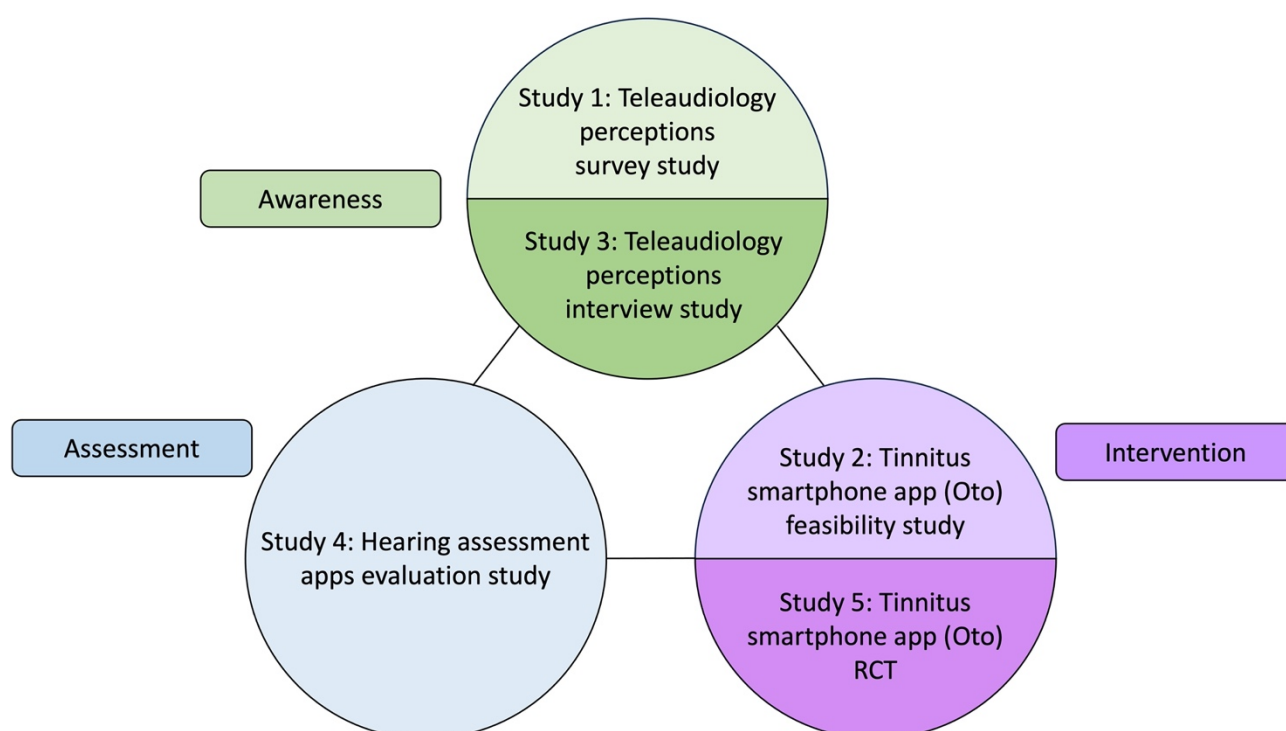 Study 1: Teleaudiology
perceptions
survey study
Awareness
Study 3: Teleaudiology
perceptions
interview study
Assessment
Study 4: Hearing assessment
apps evaluation study
Intervention
Study 2: Tinnitus
smartphone app (Oto)
feasibility study
Study 5: Tinnitus
smartphone app (Oto)
RCT